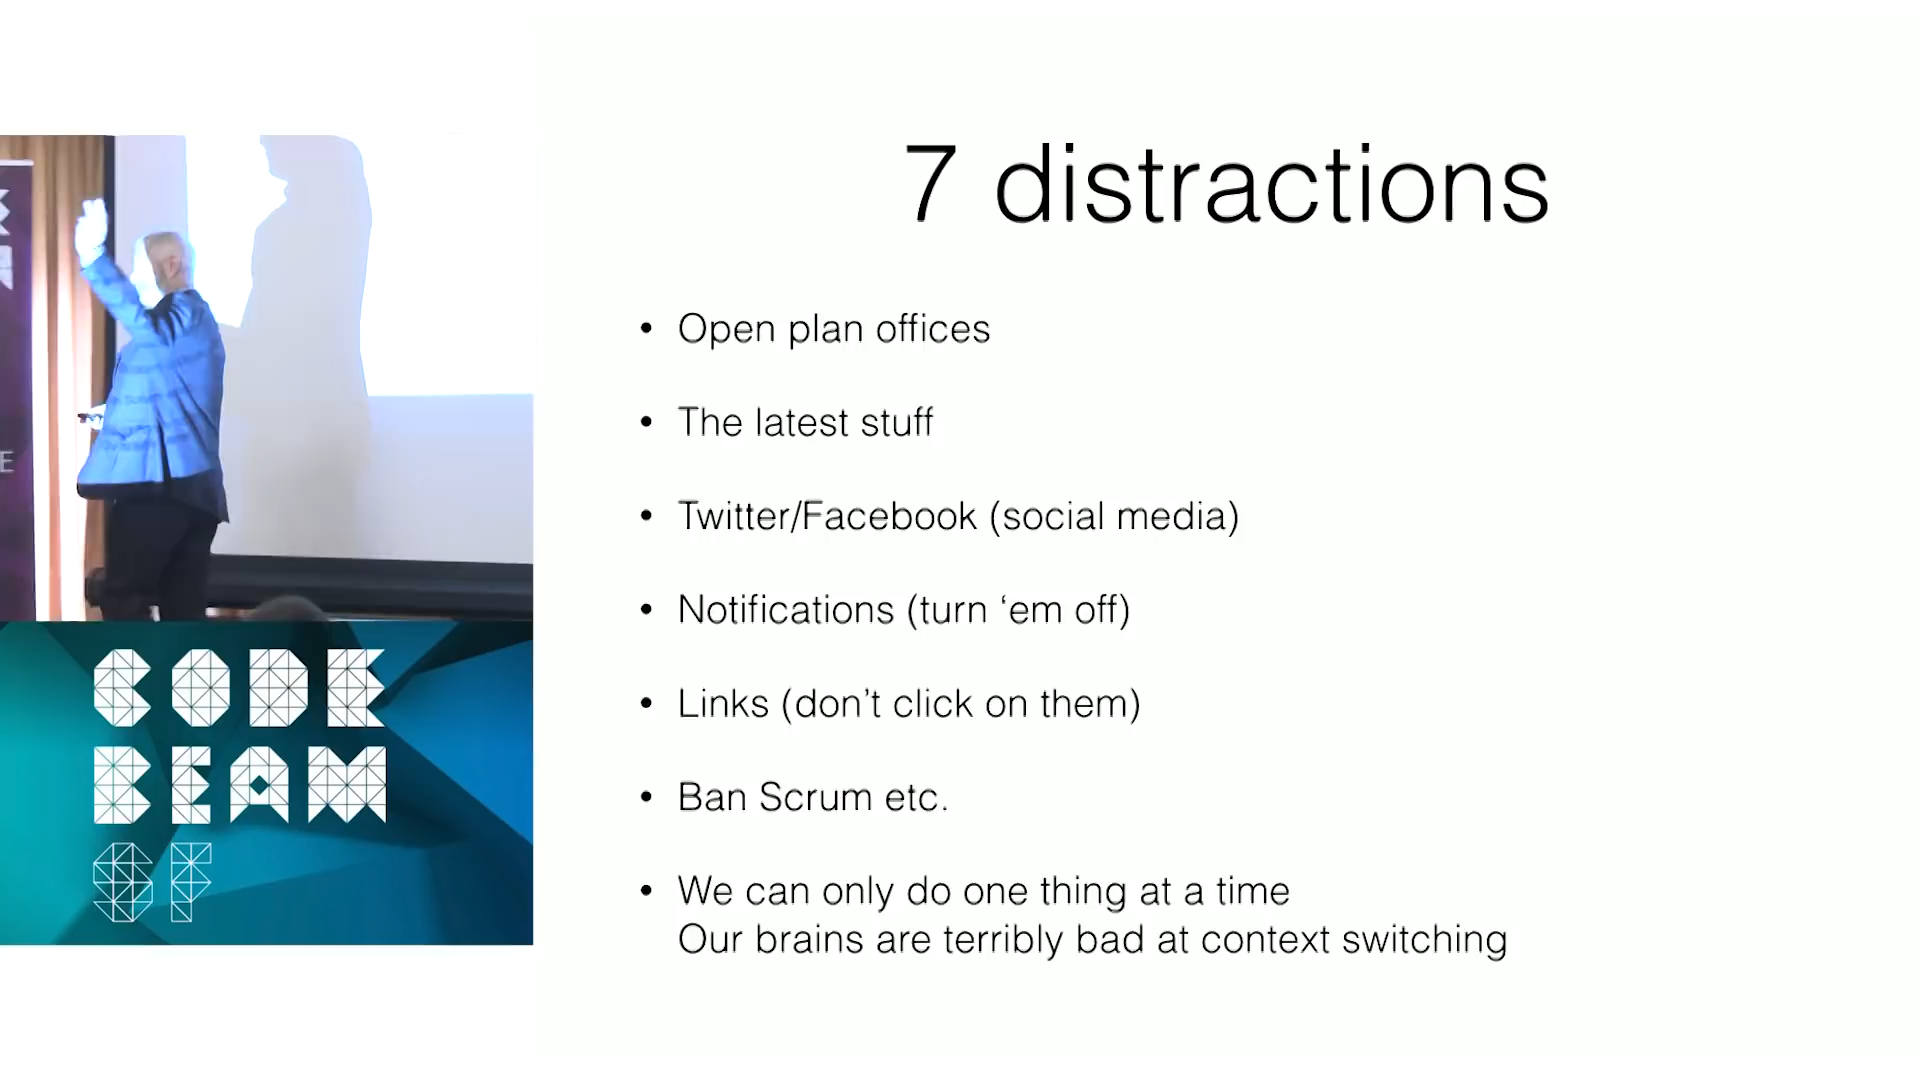 7 distractions
• Open plan offices
• The latest stuff
• Twitter/Facebook (social media)
• Notifications (turn ‘em off)
• Links (don’t click on them)
• Ban Scrum etc.
• We can only do one thing at a time
Our brains are terribly bad at context switching
E
CODE
BEAM
SF